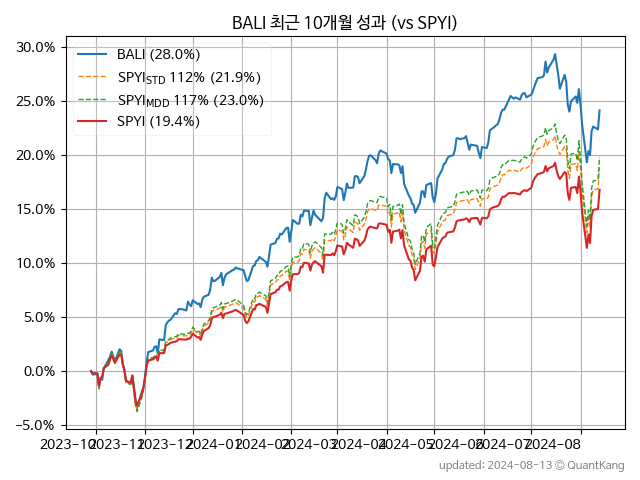 BALI 최근 10개월 성과 (vs SPYI)
30.0%
25.0%
20.0%
15.0%
10.0%
5.0%
0.0%
-5.0%
BALI (28.0%)
SPYI_STD 112% (21.9%)
SPYI_MDD 117% (23.0%)
SPYI (19.4%)
2023-10 2023-11 2023-12 2024-01 2024-02 2024-03 2024-04 2024-05 2024-06 2024-07 2024-08
updated: 2024-08-13 © QuantKang